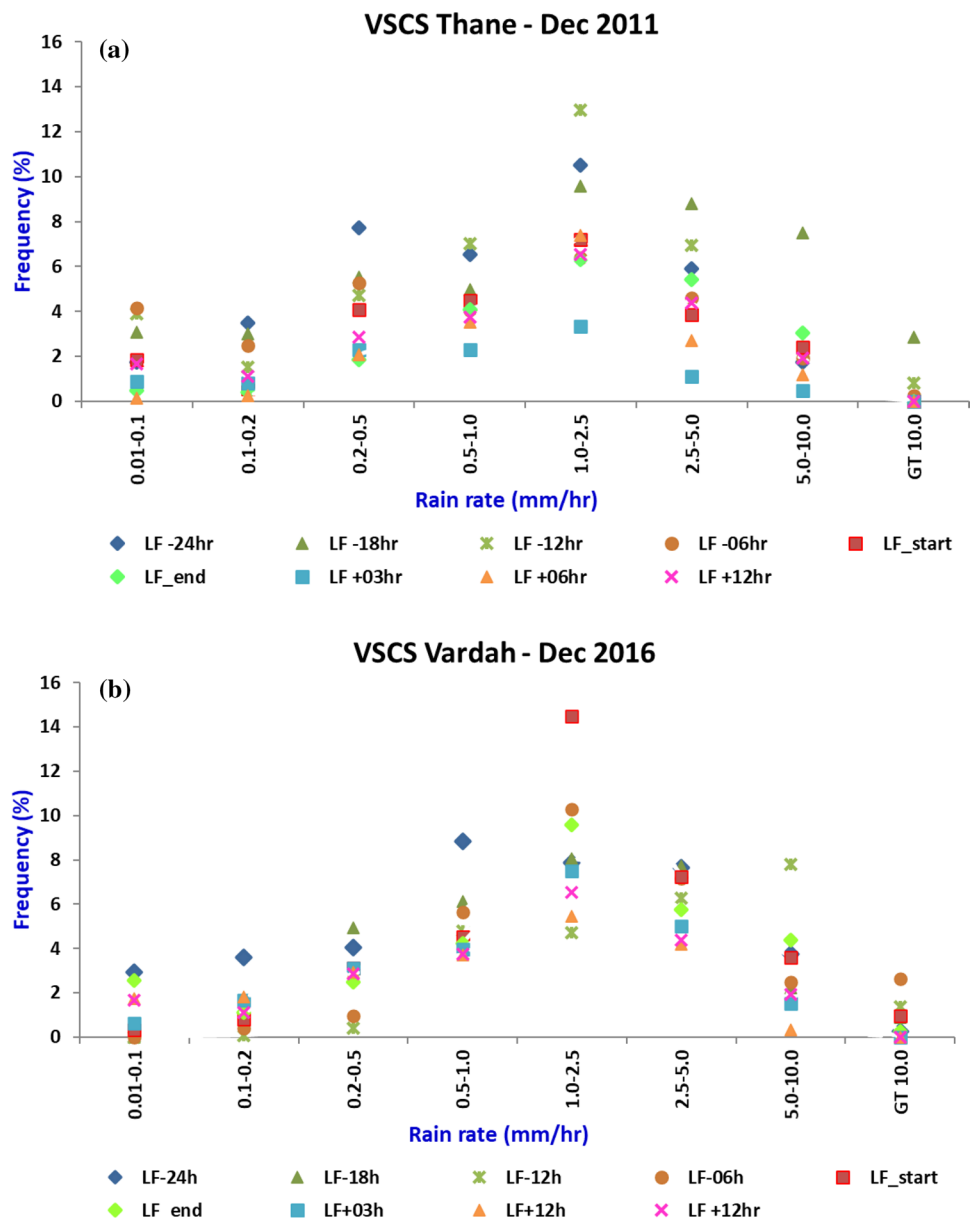 VSCS Thane - Dec 2011
(a)
16
14
12
10
8
6
4
2
0
Frequency (%)
0.01-0.1
0.1-0.2
0.2-0.5
0.5-1.0
1.0-2.5
2.5-5.0
5.0-10.0
GT 10.0
Rain rate (mm/hr)
LF -24hr
LF -18hr
LF -12hr
LF -06hr
LF_start
LF_end
LF +03hr
LF +06hr
LF +12hr
VSCS Vardah - Dec 2016
(b)
16
14
12
10
8
6
4
2
0
Frequency (%)
0.01-0.1
0.1-0.2
0.2-0.5
0.5-1.0
1.0-2.5
2.5-5.0
5.0-10.0
GT 10.0
Rain rate (mm/hr)
LF-24h
LF-18h
LF-12h
LF-06h
LF_start
LF_end
LF+03h
LF+12h
LF +12hr